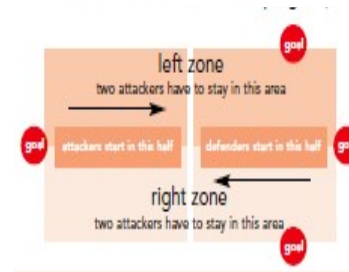 goal
left zone
two attackers have to stay in this area
goal
attackers start in this half
defenders start in this half
goal
right zone
two attackers have to stay in this area
goal